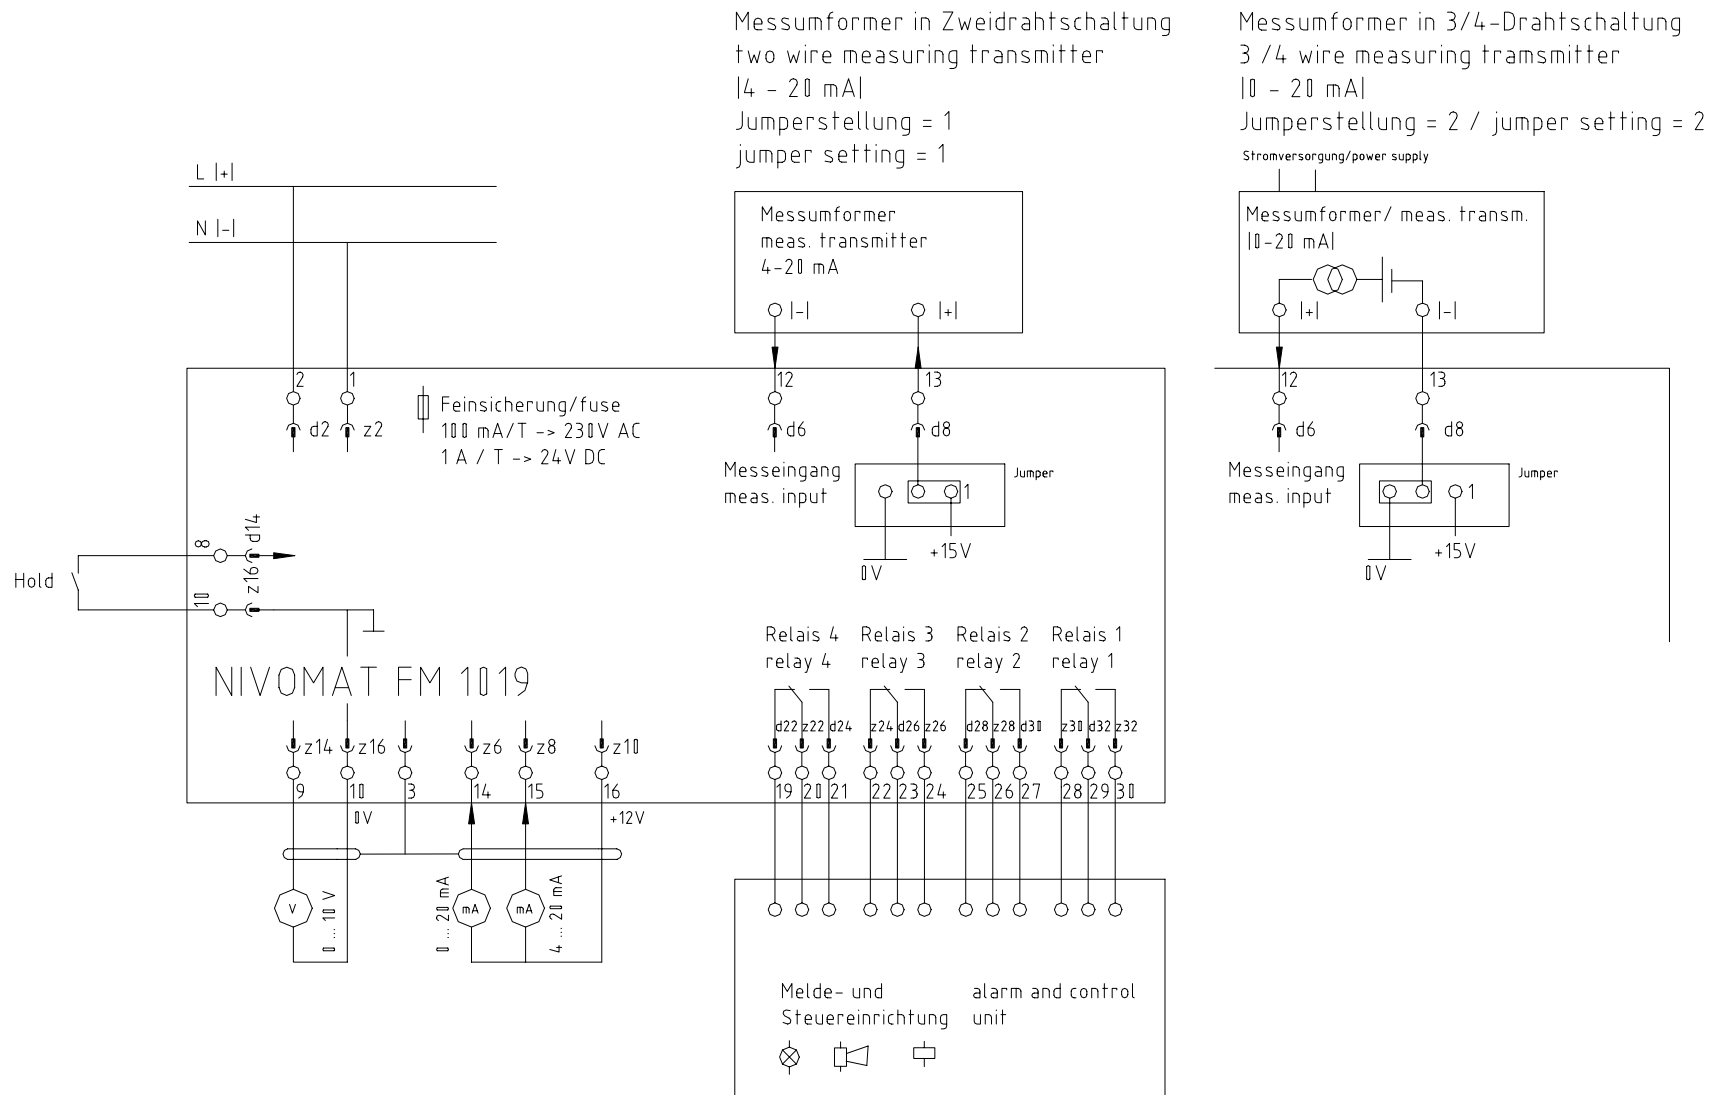 Messumformer in Zweidrahtschaltung
two wire measuring transmitter
|4 - 20 mA|
Jumperstellung = 1
jumper setting = 1
Messumformer in 3/4-Drahtschaltung
3 /4 wire measuring tramsmitter
|0 - 20 mA|
Jumperstellung = 2 / jumper setting = 2
Stromversorgung/power supply
L |+|
N |-|
Messumformer
meas. transmitter
4-20 mA
|-| |+|
Messumformer/ meas. transm.
|0-20 mA|
|+| |-|
2 1
d2 z2
Feinsicherung/fuse
100 mA/T -> 230V AC
1 A / T -> 24V DC
12 13
d6 d8
Messeingang
meas. input
Jumper
1
+15V
0V
12 13
d6 d8
Messeingang
meas. input
Jumper
1
+15V
0V
Hold
8 d14
10 z16
NIVOMAT FM 1019
Relais 4 Relais 3 Relais 2 Relais 1
relay 4 relay 3 relay 2 relay 1
d22 z22 d24 z24 d26 z26 d28 z28 d30 z30 d32 z32
z14 z16 z6 z8 z10
9 10 3 14 15 16
19 20 21 22 23 24 25 26 27 28 29 30
0V +12V
V 0 ... 10 V
0 ... 20 mA mA
mA 4 ... 20 mA
Melde- und
Steuereinrichtung
alarm and control
unit